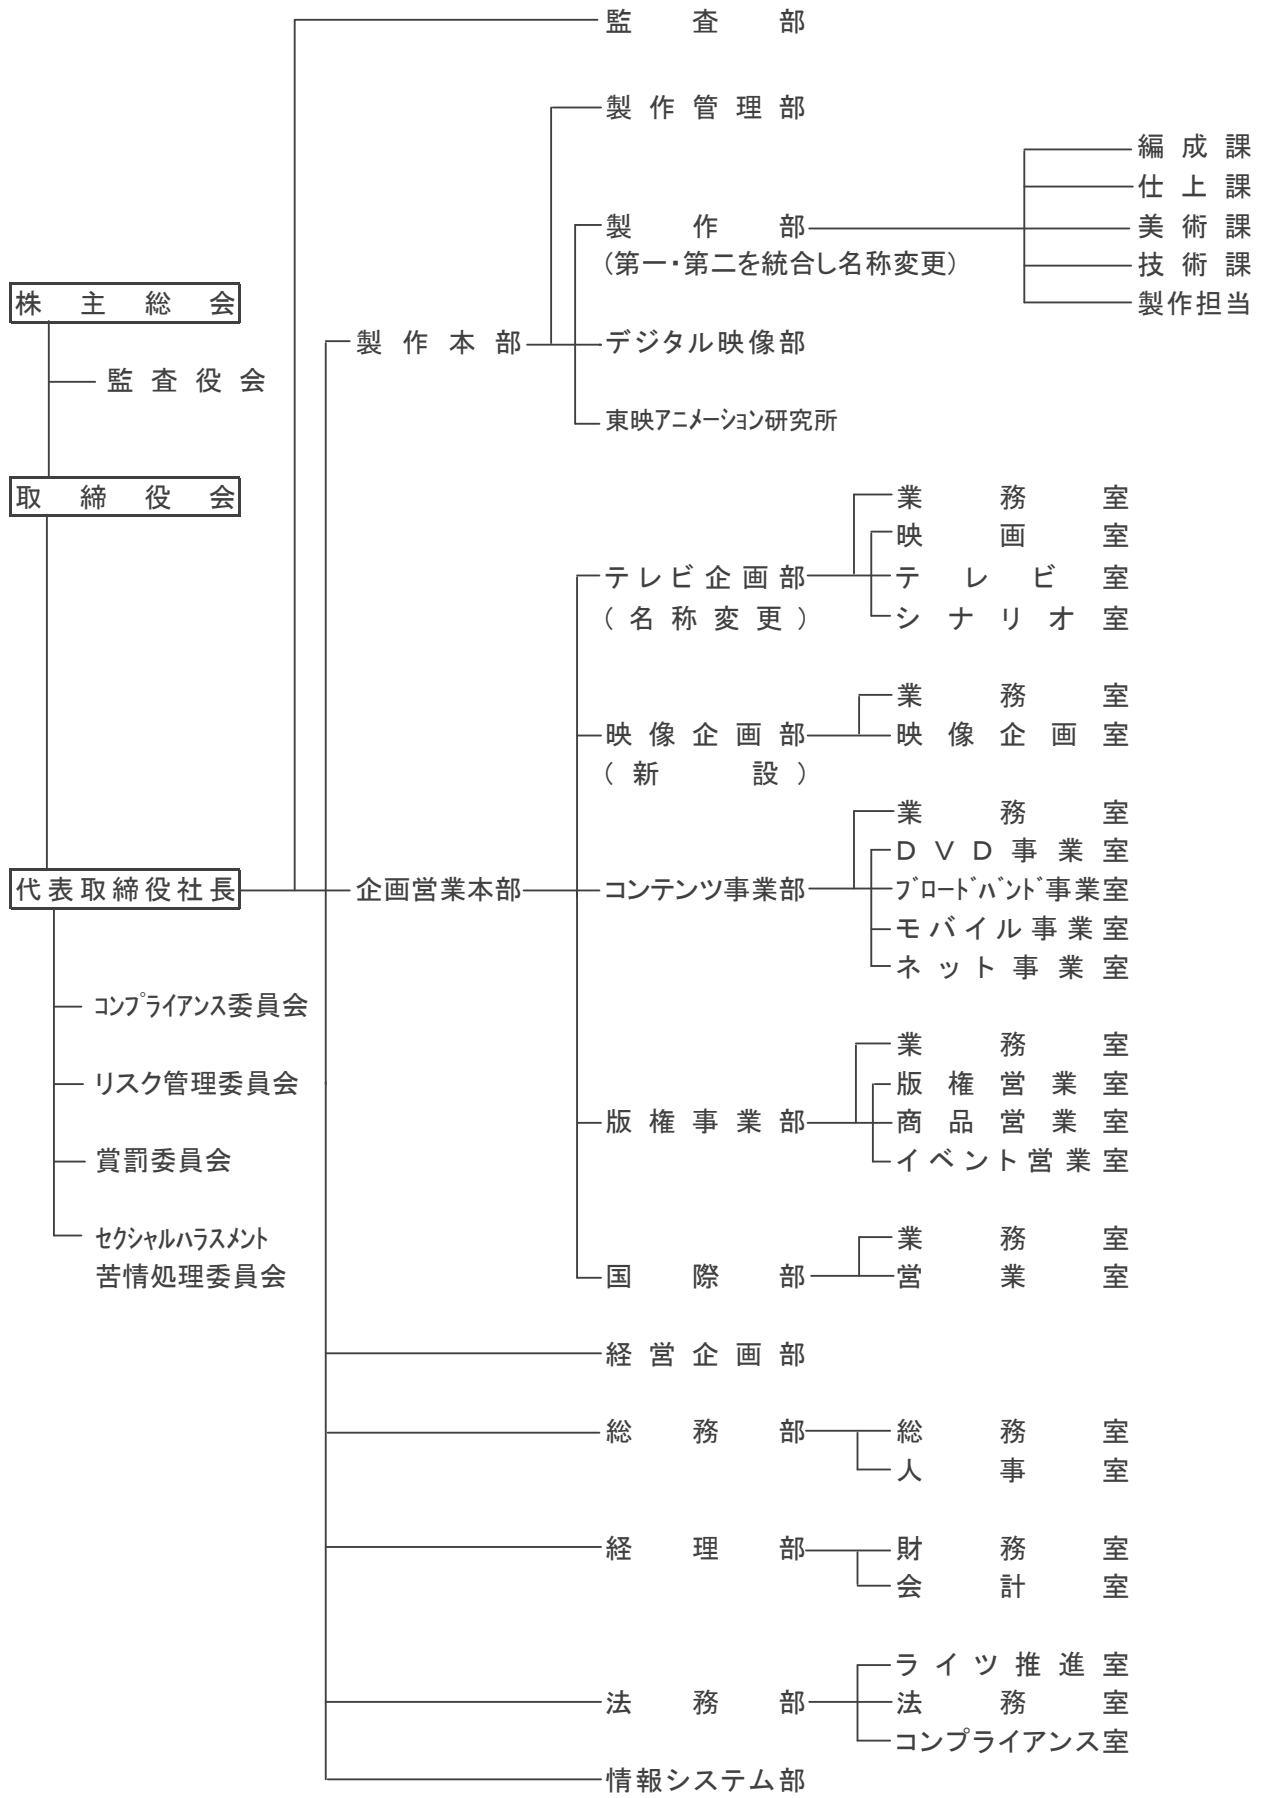 監査部
製作管理部
編成課
仕上課
製作部
美術課
(第一・第二を統合し名称変更)
技術課
株主総会
製作担当
製作本部
デジタル映像部
監査役会
東映アニメーション研究所
取締役会
業務室
映画室
テレビ企画部
テレビ室
(名称変更)
シナリオ室
業務室
映像企画部
映像企画室
(新設)
業務室
DVD事業室
代表取締役社長
企画営業本部
コンテンツ事業部
ブロードバンド事業室
モバイル事業室
ネット事業室
コンプライアンス委員会
業務室
リスク管理委員会
版権営業室
版権事業部
商品営業室
賞罰委員会
イベント営業室
セクシャルハラスメント
苦情処理委員会
業務室
国際部
営業室
経営企画部
総務部
総務室
人事室
経理部
財務室
会計室
ライツ推進室
法務部
法務室
コンプライアンス室
情報システム部